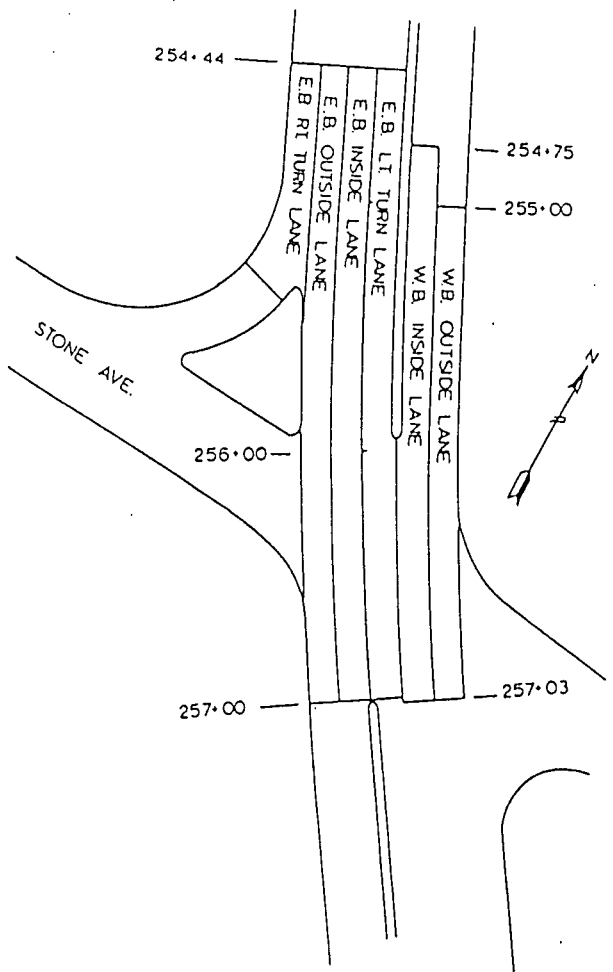 254+44
254+75
255+00
E.B RT TURN LANE
E.B. OUTSIDE LANE
E.B. INSIDE LANE
E.B. LT. TURN LANE
W.B. INSIDE LANE
W.B. OUTSIDE LANE
STONE AVE.
N
256+00
257+00
257+03